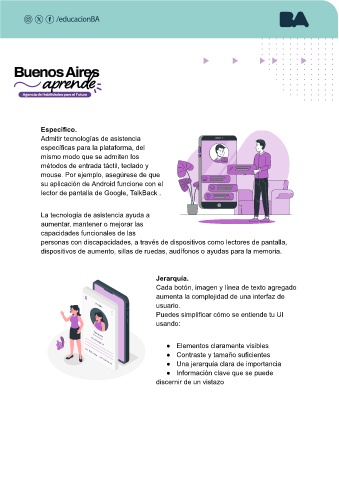 /educacionBA
BA
Buenos Aires
aprende
Agencia de Habilidades para el Futuro
Específico.
Admitir tecnologías de asistencia
específicas para la plataforma, del
mismo modo que se admiten los
métodos de entrada táctil, teclado y
mouse. Por ejemplo, asegúrese de que
su aplicación de Android funcione con el
lector de pantalla de Google, TalkBack .
La tecnología de asistencia ayuda a
aumentar, mantener o mejorar las
capacidades funcionales de las
personas con discapacidades, a través de dispositivos como lectores de pantalla,
dispositivos de aumento, sillas de ruedas, audífonos o ayudas para la memoria.
Jerarquía.
Cada botón, imagen y línea de texto agregado
aumenta la complejidad de una interfaz de
usuario.
Puedes simplificar cómo se entiende tu UI
usando:
● Elementos claramente visibles
● Contraste y tamaño suficientes
● Una jerarquía clara de importancia
● Información clave que se puede
discernir de un vistazo